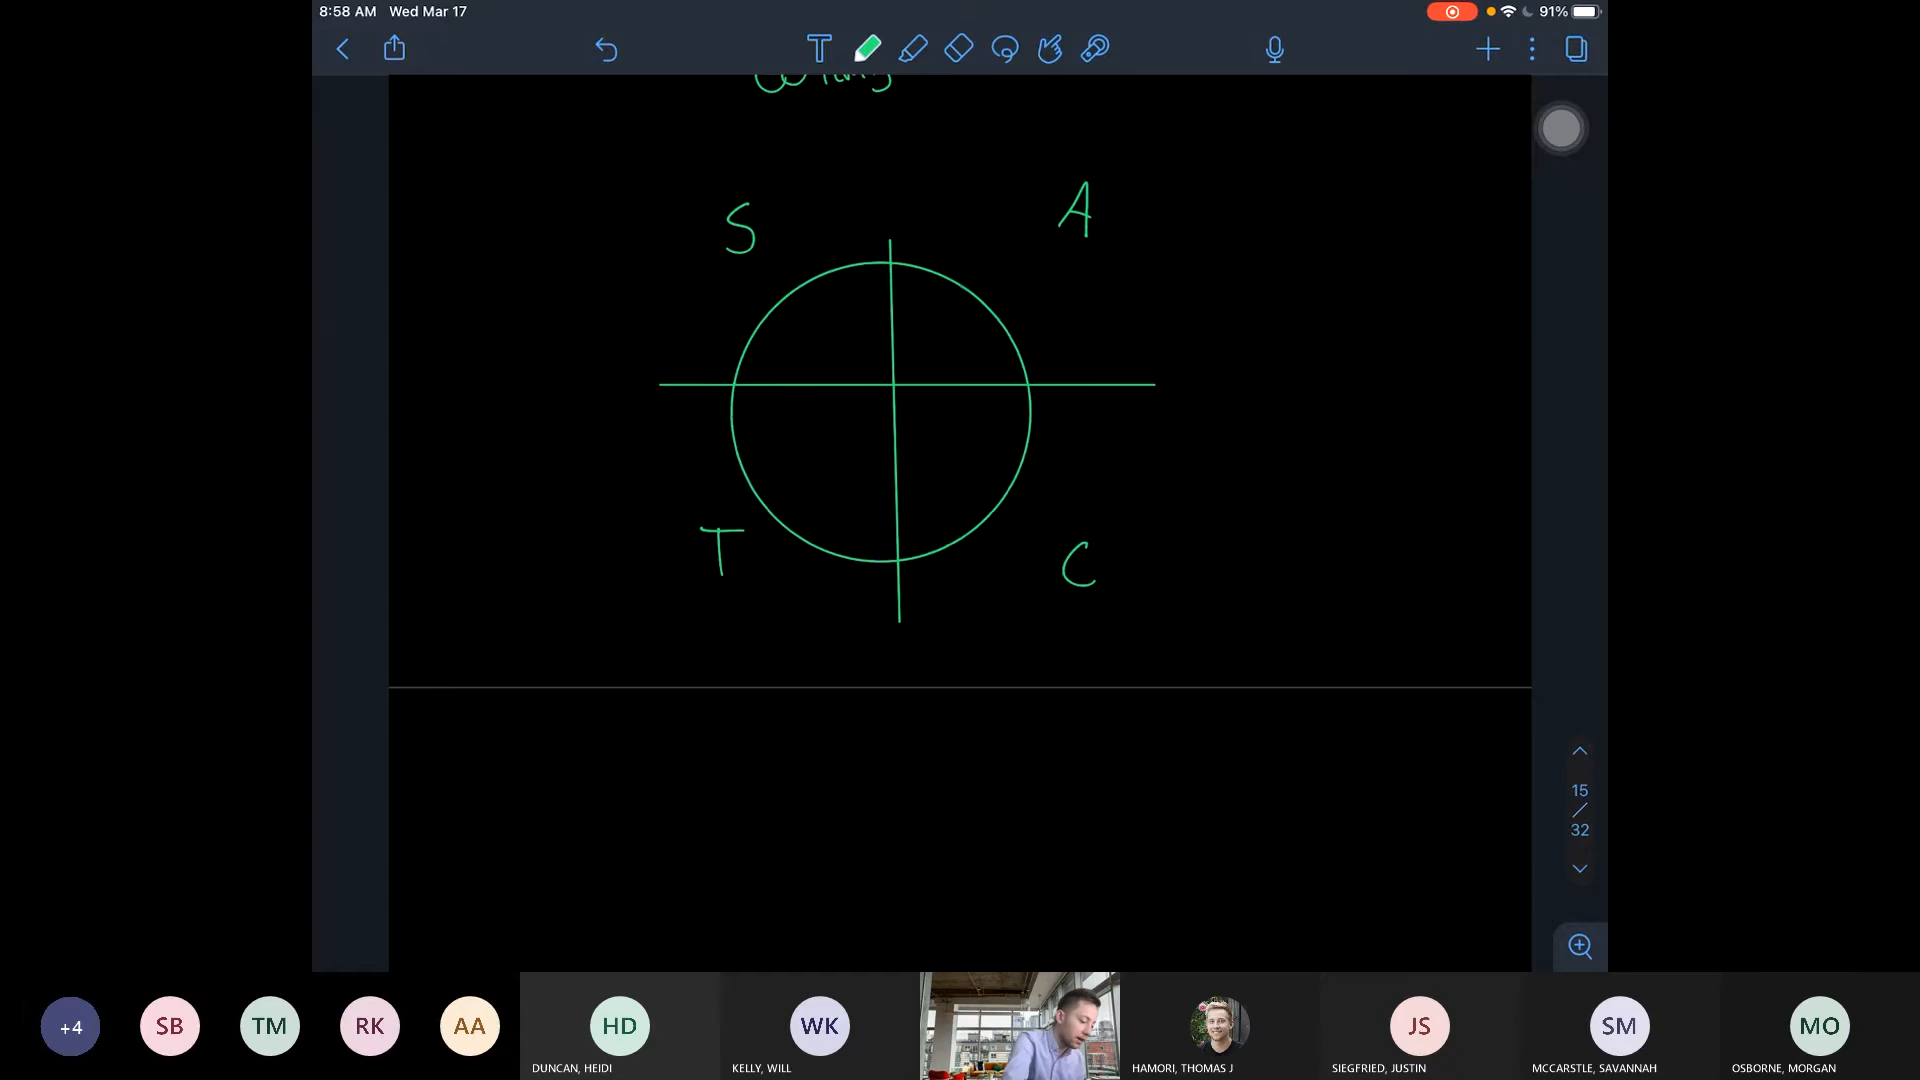 8:58 AM Wed Mar 17
91%
S A
T C
15
32
+4 SB TM RK AA HD WK JS SM MO
DUNCAN, HEIDI KELLY, WILL HAMORI, THOMAS J SIEGFRIED, JUSTIN MCCARSTLE, SAVANNAH OSBORNE, MORGAN